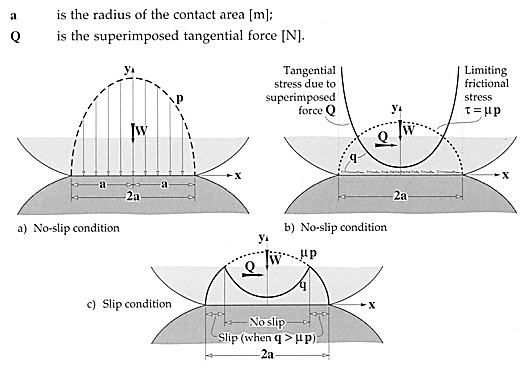 a is the radius of the contact area [m];
Q is the superimposed tangential force [N].
y
p
W
x
a a
2a
a) No-slip condition
Tangential
stress due to
superimposed
force Q
Limiting
frictional
stress
τ = μp
y
W
Q
q
x
2a
b) No-slip condition
y
μp
W
Q
q
c) Slip condition
x
No slip
Slip (when q > μp)
2a